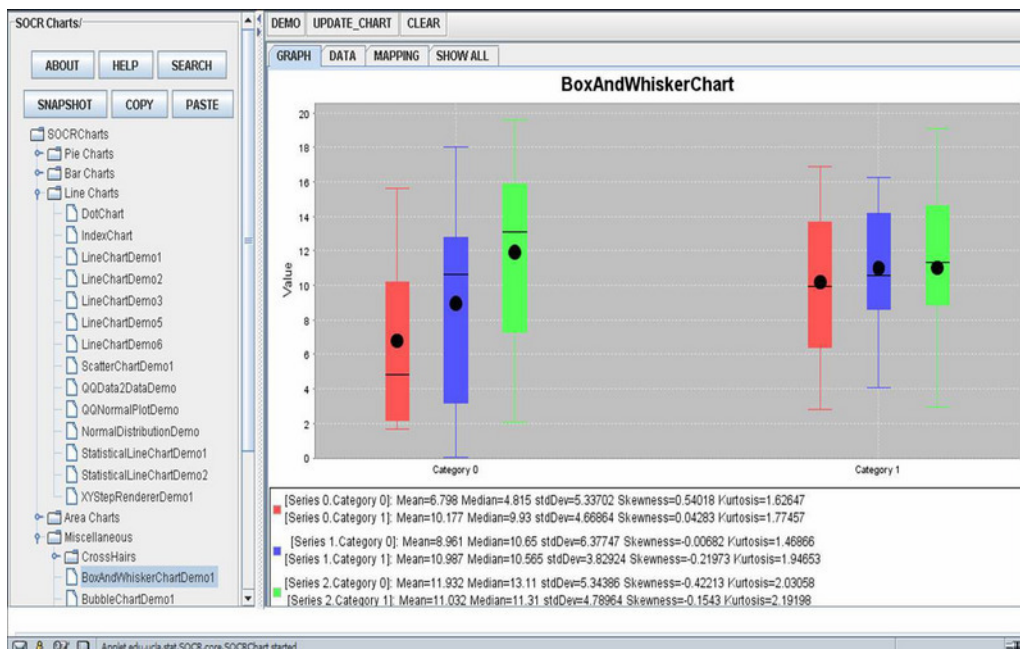 SOCR Charts/
ABOUT HELP SEARCH
SNAPSHOT COPY PASTE
SOCRCharts
Pie Charts
Bar Charts
Line Charts
DotChart
IndexChart
LineChartDemo1
LineChartDemo2
LineChartDemo3
LineChartDemo5
LineChartDemo6
ScatterChartDemo1
QQData2DataDemo
QQNormalPlotDemo
NormalDistributionDemo
StatisticalLineChartDemo1
StatisticalLineChartDemo2
XYStepRendererDemo1
Area Charts
Miscellaneous
CrossHairs
BoxAndWhiskerChartDemo1
BubbleChartDemo1
DEMO UPDATE_CHART CLEAR
GRAPH DATA MAPPING SHOW ALL
BoxAndWhiskerChart
Value
20
18
16
14
12
10
8
6
4
2
0
Category 0 Category 1
[Series 0.Category 0]: Mean=6.798 Median=4.815 stdDev=5.33702 Skewness=0.54018 Kurtosis=1.62647
[Series 0.Category 1]: Mean=10.177 Median=9.93 stdDev=4.66864 Skewness=0.04283 Kurtosis=1.77457
[Series 1.Category 0]: Mean=8.961 Median=10.65 stdDev=6.37747 Skewness=-0.00682 Kurtosis=1.46866
[Series 1.Category 1]: Mean=10.987 Median=10.565 stdDev=3.82924 Skewness=-0.21973 Kurtosis=1.94653
[Series 2.Category 0]: Mean=11.932 Median=13.11 stdDev=5.34386 Skewness=-0.42213 Kurtosis=2.03058
[Series 2.Category 1]: Mean=11.032 Median=11.31 stdDev=4.78964 Skewness=-0.1543 Kurtosis=2.19198
Applet edu.ucla.stat.SOCR.core.SOCRChart started